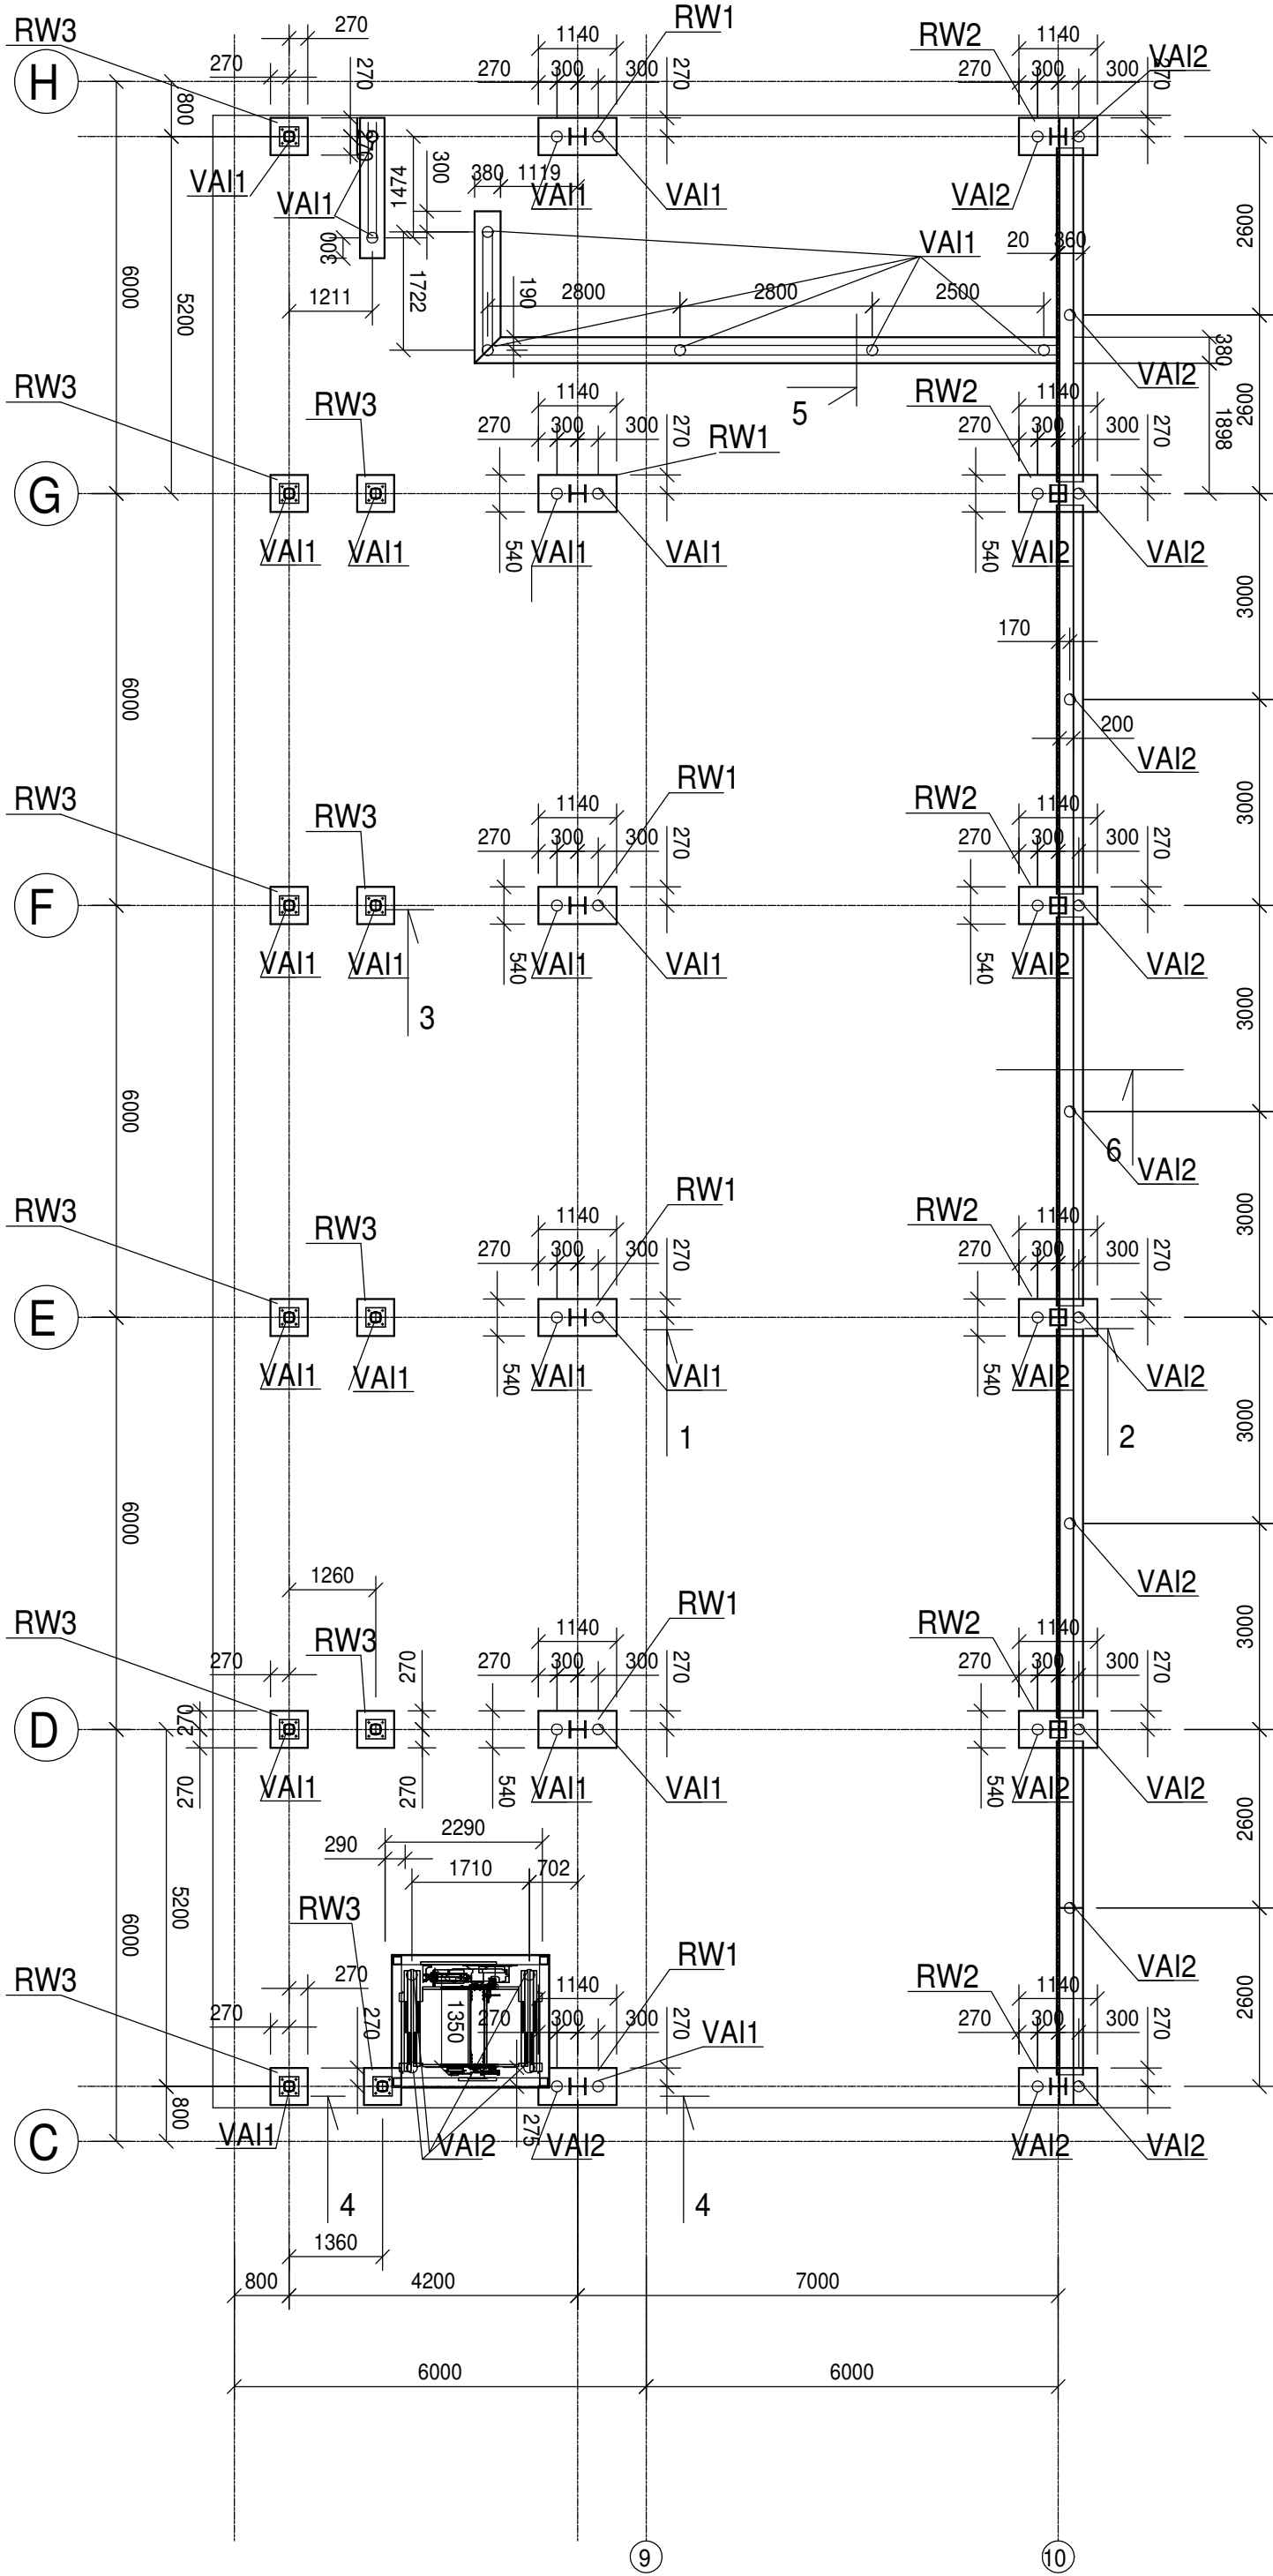 RW3 270 1140 RW1 RW2 1140 VAI2
H 270 270 270 300 300 270 270 300 300 270
800
VAI1 VAI1 270 1474 300 380 1119 VAI1 VAI1 VAI2
VAI1 20 360 2600
300 1211 1722 190 2800 2800 2500
6000 5200
380
RW3 RW3 5 1140 RW2 1140 VAI2 2600 1898
270 300 300 270 RW1 270 300 300 270
G
VAI1 VAI1 540 VAI1 VAI1 540 VAI2 VAI2
3000
170
6000
200
VAI2
RW3 RW3 1140 RW1 RW2 1140 3000
270 300 300 270 270 300 300 270
F
VAI1 VAI1 540 VAI1 VAI1 540 VAI2 VAI2
3 3000
6000
6 VAI2
RW3 RW3 1140 RW1 RW2 1140 3000
270 300 300 270 270 300 300 270
E
VAI1 VAI1 540 VAI1 VAI1 540 VAI2 VAI2
1 2 3000
6000
1260 VAI2
RW3 RW3 1140 RW1 RW2 1140 3000
270 270 270 300 300 270 270 300 300 270
D 270
270 VAI1 270 540 VAI1 VAI1 540 VAI2 VAI2
2290 2600
290 1710 702
5200
6000 RW3 VAI2
RW3 270 RW1 RW2 1140 2600
270 270 1350 1140 270 300 300 270 VAI1 270 300 300 270
800
C VAI1 VAI2 275 VAI2 VAI2 VAI2
4 4
1360
800 4200 7000
6000 6000
9 10